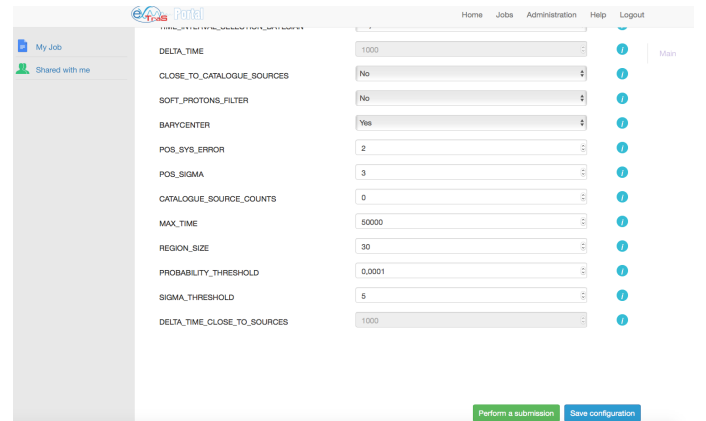 Portal
Home Jobs Administration Help Logout
My Job
Shared with me
Main
DELTA_TIME 1000
CLOSE_TO_CATALOGUE_SOURCES No
SOFT_PROTONS_FILTER No
BARYCENTER Yes
POS_SYS_ERROR 2
POS_SIGMA 3
CATALOGUE_SOURCE_COUNTS 0
MAX_TIME 50000
REGION_SIZE 30
PROBABILITY_THRESHOLD 0,0001
SIGMA_THRESHOLD 5
DELTA_TIME_CLOSE_TO_SOURCES 1000
Perform a submission Save configuration